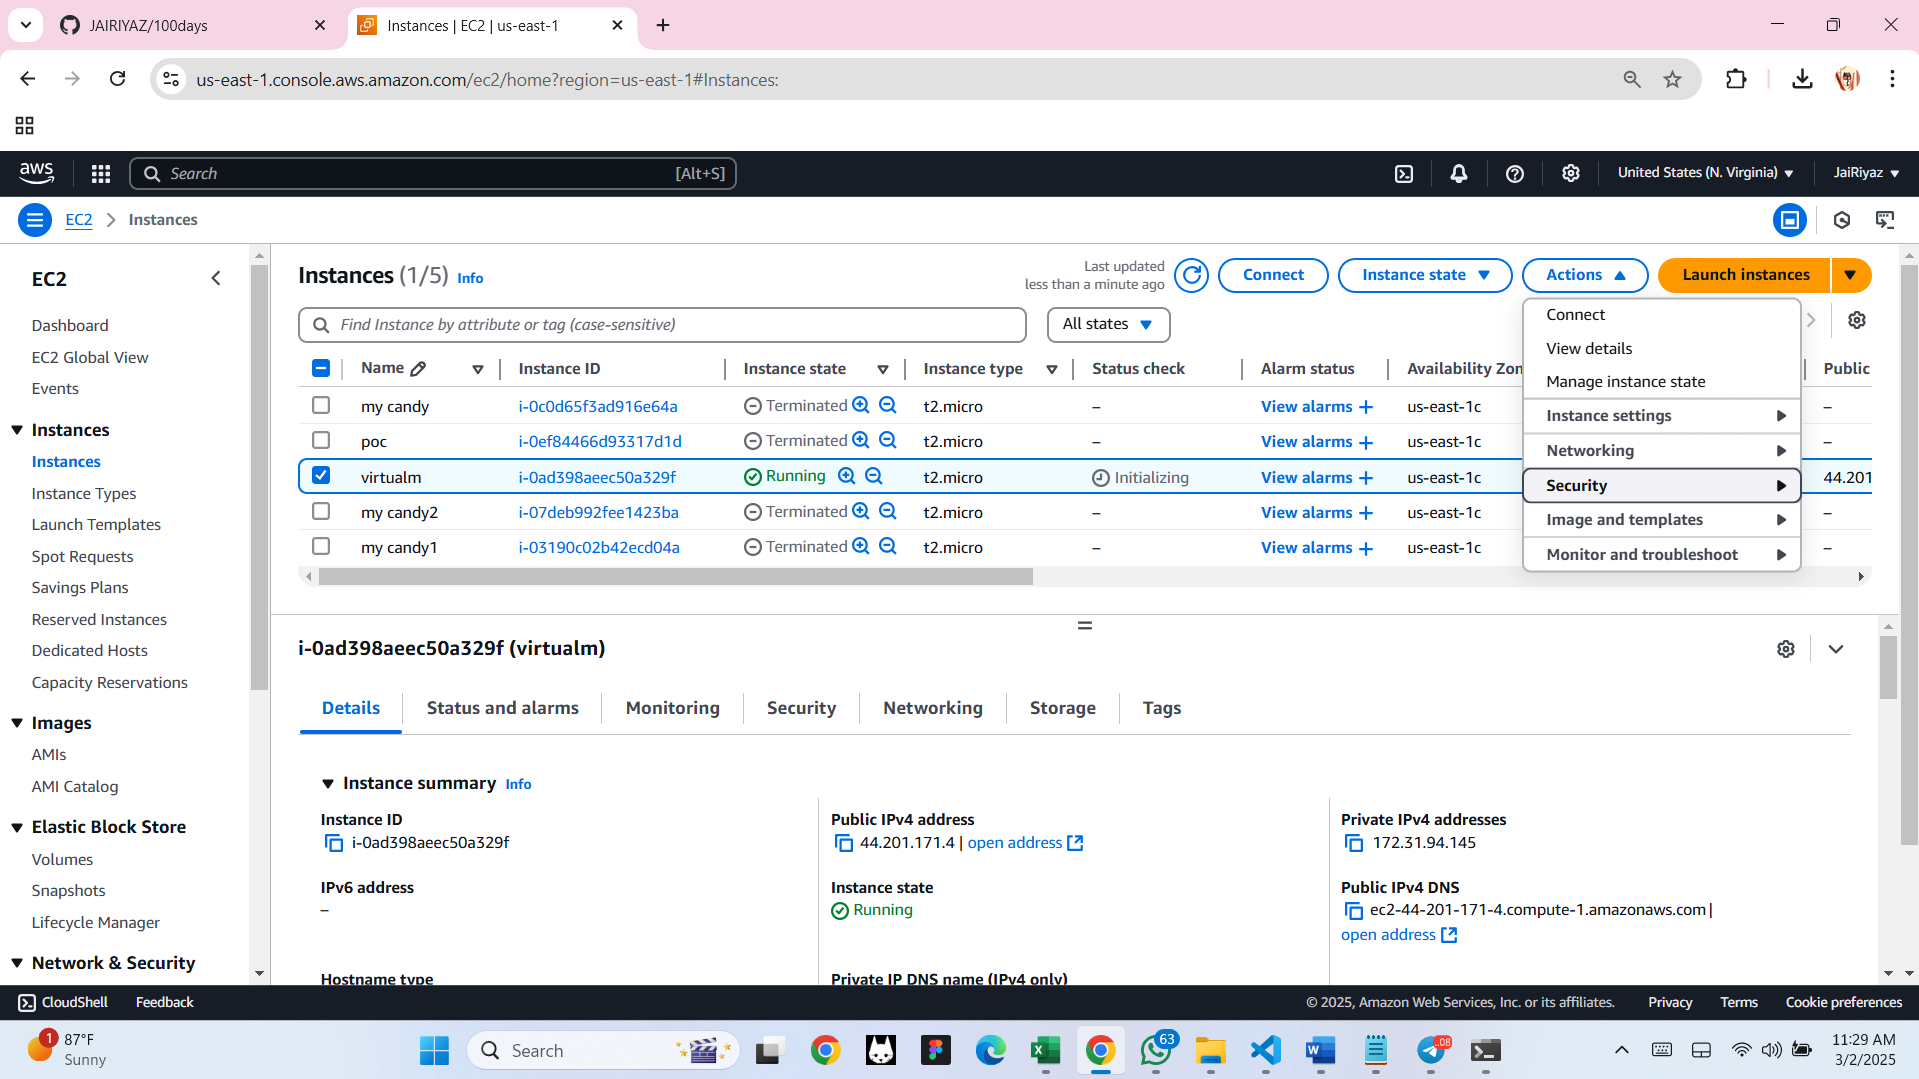 JAIRIYAZ/100days
Instances | EC2 | us-east-1
us-east-1.console.aws.amazon.com/ec2/home?region=us-east-1#Instances:
aws
Search [Alt+S]
United States (N. Virginia)
JaiRiyaz
EC2
Instances
EC2
Dashboard
EC2 Global View
Events
Instances
Instances
Instance Types
Launch Templates
Spot Requests
Savings Plans
Reserved Instances
Dedicated Hosts
Capacity Reservations
Images
AMIs
AMI Catalog
Elastic Block Store
Volumes
Snapshots
Lifecycle Manager
Network & Security
Instances (1/5) Info
Last updated
less than a minute ago
Connect
Instance state
Actions
Launch instances
Find Instance by attribute or tag (case-sensitive)
All states
Connect
View details
Manage instance state
Instance settings
Networking
Security
Image and templates
Monitor and troubleshoot
Name Instance ID Instance state Instance type Status check Alarm status Availability Zon Public
my candy i-0c0d65f3ad916e64a Terminated t2.micro – View alarms + us-east-1c –
poc i-0ef84466d93317d1d Terminated t2.micro – View alarms + us-east-1c –
virtualm i-0ad398aeec50a329f Running t2.micro Initializing View alarms + us-east-1c 44.201
my candy2 i-07deb992fee1423ba Terminated t2.micro – View alarms + us-east-1c –
my candy1 i-03190c02b42ecd04a Terminated t2.micro – View alarms + us-east-1c –
i-0ad398aeec50a329f (virtualm)
Details
Status and alarms
Monitoring
Security
Networking
Storage
Tags
Instance summary Info
Instance ID
i-0ad398aeec50a329f
Public IPv4 address
44.201.171.4 | open address
Private IPv4 addresses
172.31.94.145
IPv6 address
–
Instance state
Running
Public IPv4 DNS
ec2-44-201-171-4.compute-1.amazonaws.com |
open address
Hostname type
Private IP DNS name (IPv4 only)
CloudShell
Feedback
© 2025, Amazon Web Services, Inc. or its affiliates.
Privacy
Terms
Cookie preferences
1
87°F
Sunny
Search
63
.08
11:29 AM
3/2/2025